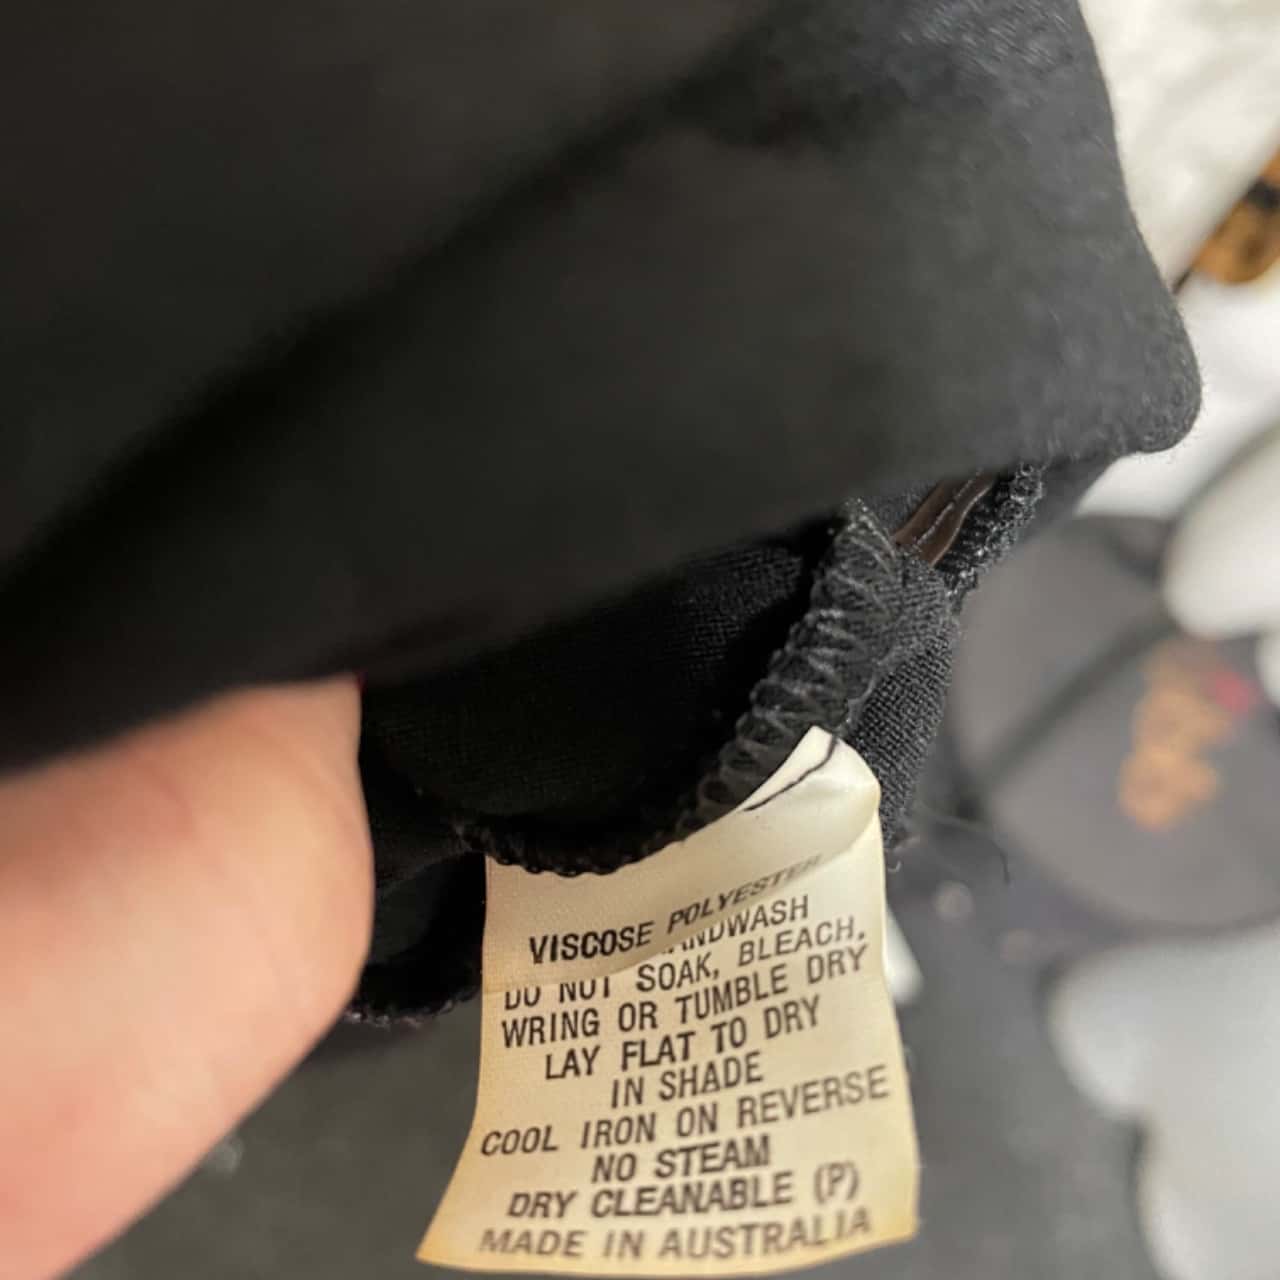 VISCOSE POLYESTER
HANDWASH
DO NOT SOAK, BLEACH,
WRING OR TUMBLE DRY
LAY FLAT TO DRY
IN SHADE
COOL IRON ON REVERSE
NO STEAM
DRY CLEANABLE (P)
MADE IN AUSTRALIA